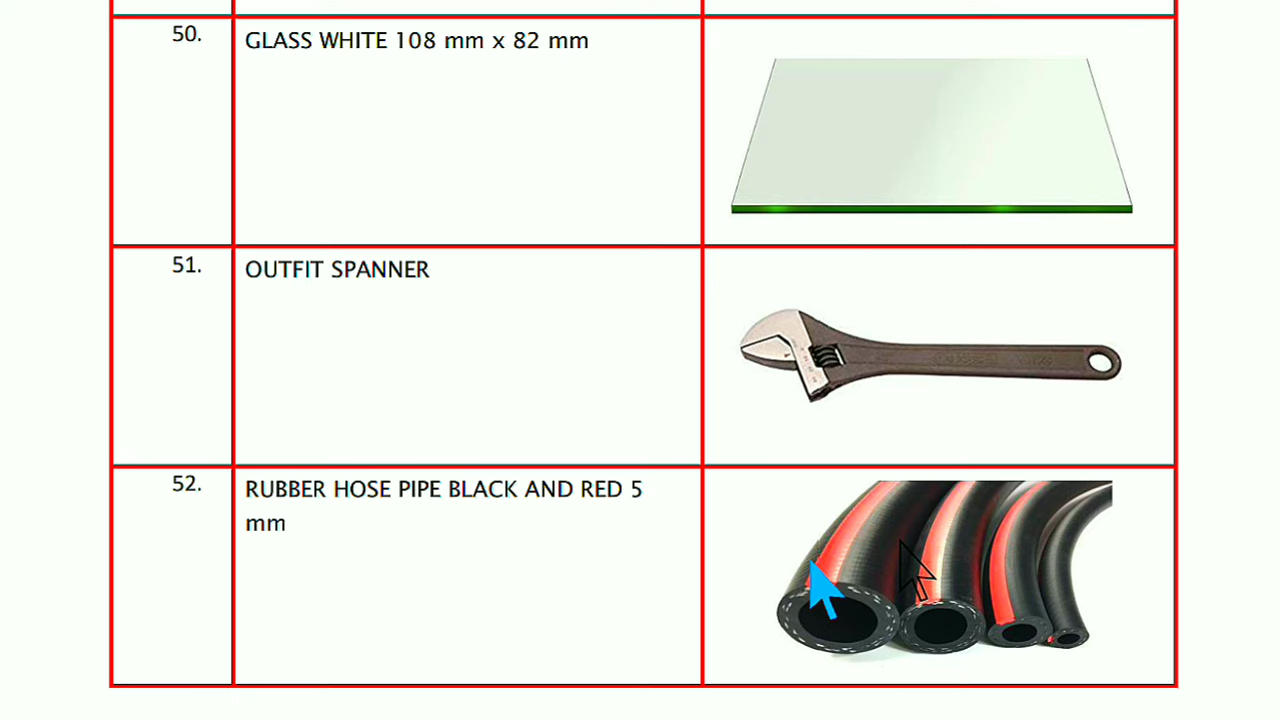 50.
GLASS WHITE 108 mm x 82 mm
51.
OUTFIT SPANNER
52.
RUBBER HOSE PIPE BLACK AND RED 5
mm